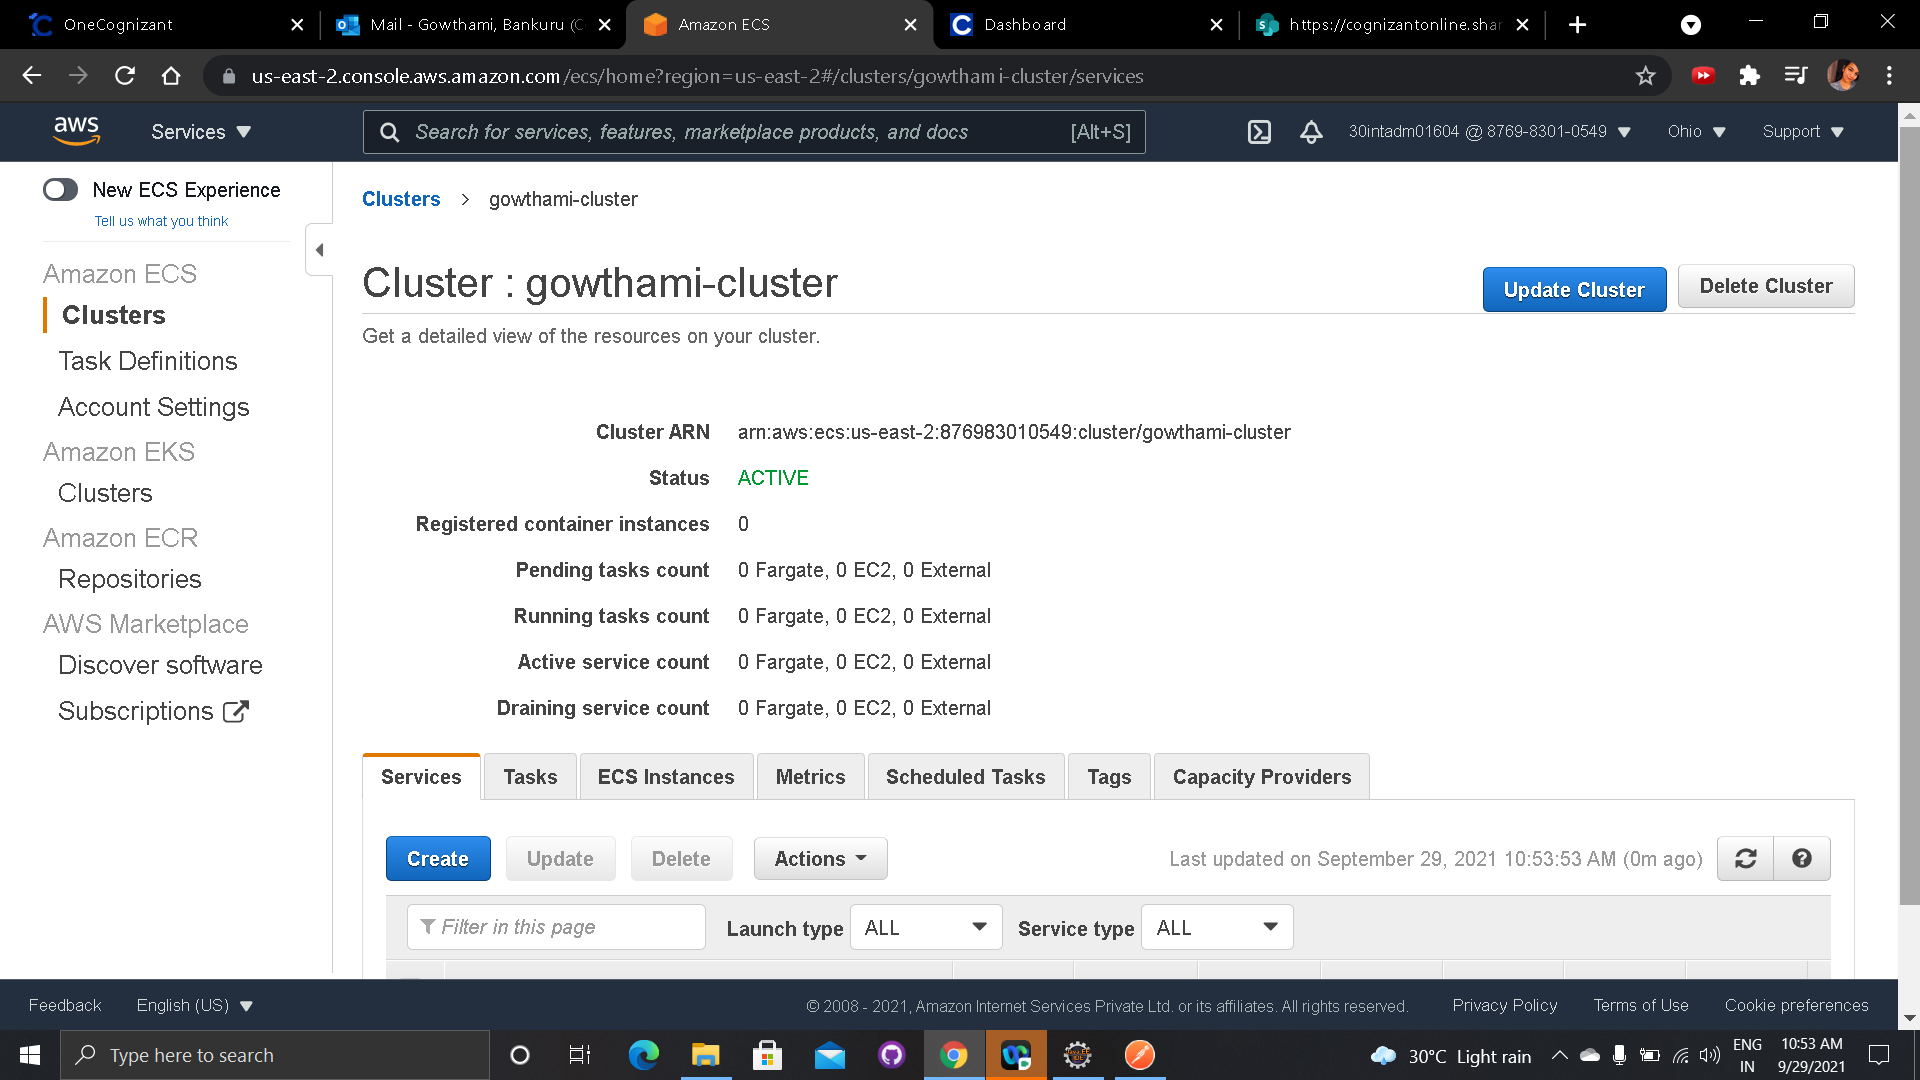 OneCognizant
Mail - Gowthami, Bankuru (C
Amazon ECS
Dashboard
https://cognizantonline.shar
us-east-2.console.aws.amazon.com/ecs/home?region=us-east-2#/clusters/gowthami-cluster/services
aws
Services
Search for services, features, marketplace products, and docs
[Alt+S]
30intadm01604 @ 8769-8301-0549
Ohio
Support
New ECS Experience
Tell us what you think
Amazon ECS
Clusters
Task Definitions
Account Settings
Amazon EKS
Clusters
Amazon ECR
Repositories
AWS Marketplace
Discover software
Subscriptions
Clusters > gowthami-cluster
Cluster : gowthami-cluster
Update Cluster
Delete Cluster
Get a detailed view of the resources on your cluster.
Cluster ARN arn:aws:ecs:us-east-2:876983010549:cluster/gowthami-cluster
Status ACTIVE
Registered container instances 0
Pending tasks count 0 Fargate, 0 EC2, 0 External
Running tasks count 0 Fargate, 0 EC2, 0 External
Active service count 0 Fargate, 0 EC2, 0 External
Draining service count 0 Fargate, 0 EC2, 0 External
Services Tasks ECS Instances Metrics Scheduled Tasks Tags Capacity Providers
Create Update Delete Actions
Last updated on September 29, 2021 10:53:53 AM (0m ago)
Filter in this page
Launch type ALL
Service type ALL
Feedback
English (US)
© 2008 - 2021, Amazon Internet Services Private Ltd. or its affiliates. All rights reserved.
Privacy Policy
Terms of Use
Cookie preferences
Type here to search
30°C Light rain
ENG
IN
10:53 AM
9/29/2021